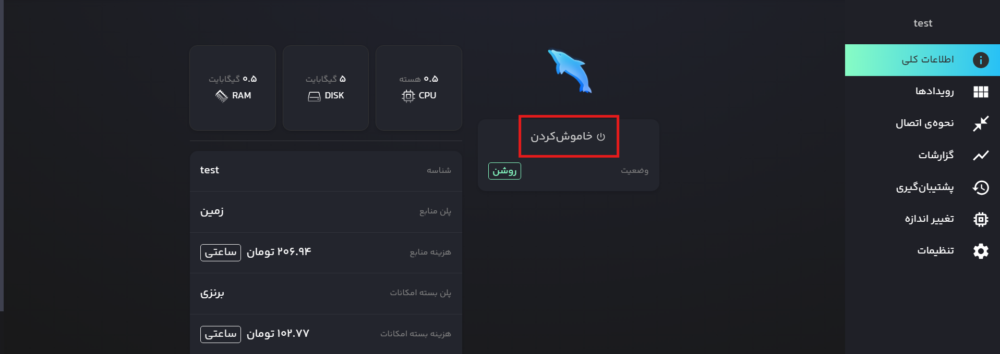 test
اطلاعات کلی
رویدادها
نحوه‌ی اتصال
گزارشات
پشتیبان‌گیری
تغییر اندازه
تنظیمات
خاموش‌کردن
وضعیت روشن
۰.۵ هسته
CPU
۵ گیگابایت
DISK
۰.۵ گیگابایت
RAM
شناسه test
پلن منابع زمین
هزینه منابع ۲۰۶.۹۴ تومان ساعتی
پلن بسته امکانات برنزی
هزینه بسته امکانات ۱۰۲.۷۷ تومان ساعتی